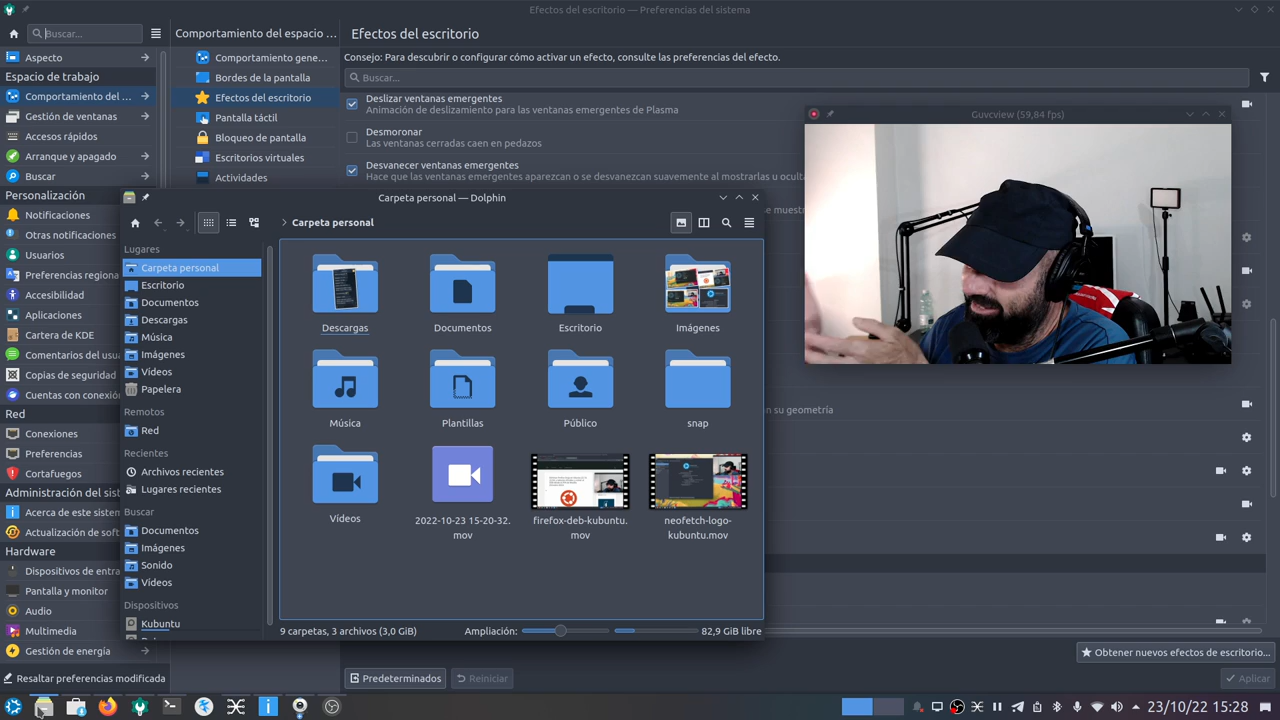 Efectos del escritorio — Preferencias del sistema
Buscar...
Comportamiento del espacio ...
Efectos del escritorio
Aspecto
Espacio de trabajo
Comportamiento del ...
Gestión de ventanas
Accesos rápidos
Arranque y apagado
Buscar
Personalización
Notificaciones
Otras notificaciones
Usuarios
Preferencias regiona
Accesibilidad
Aplicaciones
Cartera de KDE
Comentarios del usua
Copias de seguridad
Cuentas con conexión
Red
Conexiones
Preferencias
Cortafuegos
Administración del sist
Acerca de este sistem
Actualización de soft
Hardware
Dispositivos de entra
Pantalla y monitor
Audio
Multimedia
Gestión de energía
Resaltar preferencias modificada
Comportamiento gene...
Bordes de la pantalla
Efectos del escritorio
Pantalla táctil
Bloqueo de pantalla
Escritorios virtuales
Actividades
Consejo: Para descubrir o configurar cómo activar un efecto, consulte las preferencias del efecto.
Buscar...
Deslizar ventanas emergentes
Animación de deslizamiento para las ventanas emergentes de Plasma
Desmoronar
Las ventanas cerradas caen en pedazos
Desvanecer ventanas emergentes
Hace que las ventanas emergentes aparezcan o se desvanezcan suavemente al mostrarlas u oculta
se muest
n su geometría
Guvcview (59,84 fps)
Carpeta personal — Dolphin
Carpeta personal
Lugares
Carpeta personal
Escritorio
Documentos
Descargas
Música
Imágenes
Vídeos
Papelera
Remotos
Red
Recientes
Archivos recientes
Lugares recientes
Buscar
Documentos
Imágenes
Sonido
Vídeos
Dispositivos
Kubuntu
Descargas
Documentos
Escritorio
Imágenes
Música
Plantillas
Público
snap
Vídeos
2022-10-23 15-20-32.
mov
firefox-deb-kubuntu.
mov
neofetch-logo-
kubuntu.mov
9 carpetas, 3 archivos (3,0 GiB)
Ampliación:
82,9 GiB libre
Obtener nuevos efectos de escritorio...
Predeterminados
Reiniciar
Aplicar
23/10/22 15:28